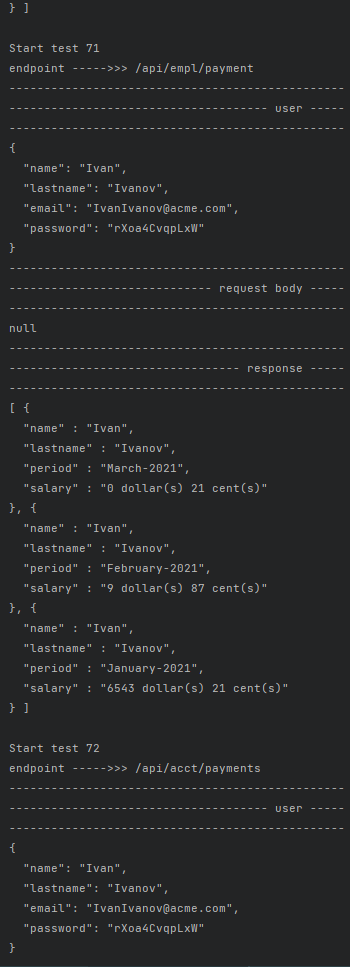 } ]
Start test 71
endpoint ----->>> /api/empl/payment
------------------------------------------------
------------------------------------- user -----
------------------------------------------------
{
  "name": "Ivan",
  "lastname": "Ivanov",
  "email": "IvanIvanov@acme.com",
  "password": "rXoa4CvqpLxW"
}
------------------------------------------------
----------------------------- request body -----
------------------------------------------------
null
------------------------------------------------
--------------------------------- response -----
------------------------------------------------
[ {
  "name" : "Ivan",
  "lastname" : "Ivanov",
  "period" : "March-2021",
  "salary" : "0 dollar(s) 21 cent(s)"
}, {
  "name" : "Ivan",
  "lastname" : "Ivanov",
  "period" : "February-2021",
  "salary" : "9 dollar(s) 87 cent(s)"
}, {
  "name" : "Ivan",
  "lastname" : "Ivanov",
  "period" : "January-2021",
  "salary" : "6543 dollar(s) 21 cent(s)"
} ]
Start test 72
endpoint ----->>> /api/acct/payments
------------------------------------------------
------------------------------------- user -----
------------------------------------------------
{
  "name": "Ivan",
  "lastname": "Ivanov",
  "email": "IvanIvanov@acme.com",
  "password": "rXoa4CvqpLxW"
}